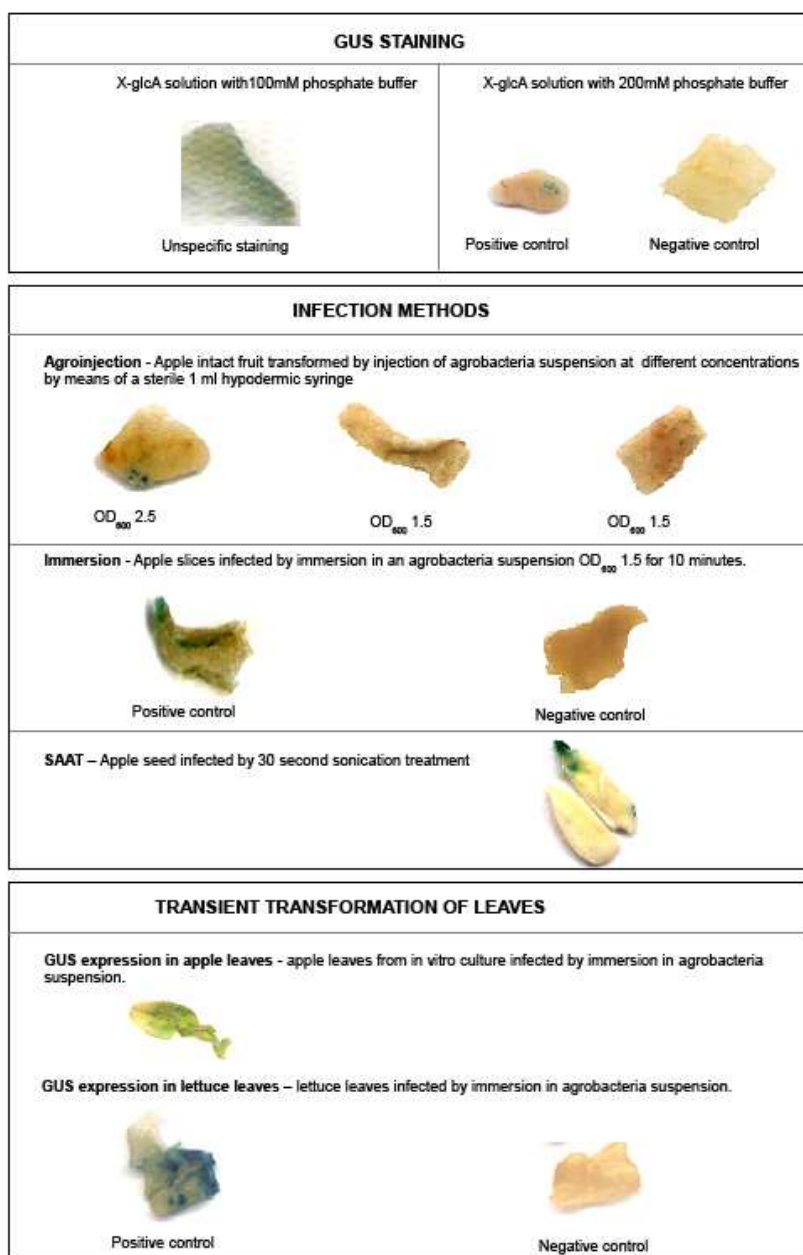 GUS STAINING
X-glcA solution with100mM phosphate buffer
X-glcA solution with 200mM phosphate buffer
Unspecific staining
Positive control
Negative control
INFECTION METHODS
Agroinjection - Apple intact fruit transformed by injection of agrobacteria suspension at different concentrations
by means of a sterile 1 ml hypodermic syringe
OD600 2.5
OD600 1.5
OD600 1.5
Immersion - Apple slices infected by immersion in an agrobacteria suspension OD600 1.5 for 10 minutes.
Positive control
Negative control
SAAT – Apple seed infected by 30 second sonication treatment
TRANSIENT TRANSFORMATION OF LEAVES
GUS expression in apple leaves - apple leaves from in vitro culture infected by immersion in agrobacteria
suspension.
GUS expression in lettuce leaves – lettuce leaves infected by immersion in agrobacteria suspension.
Positive control
Negative control